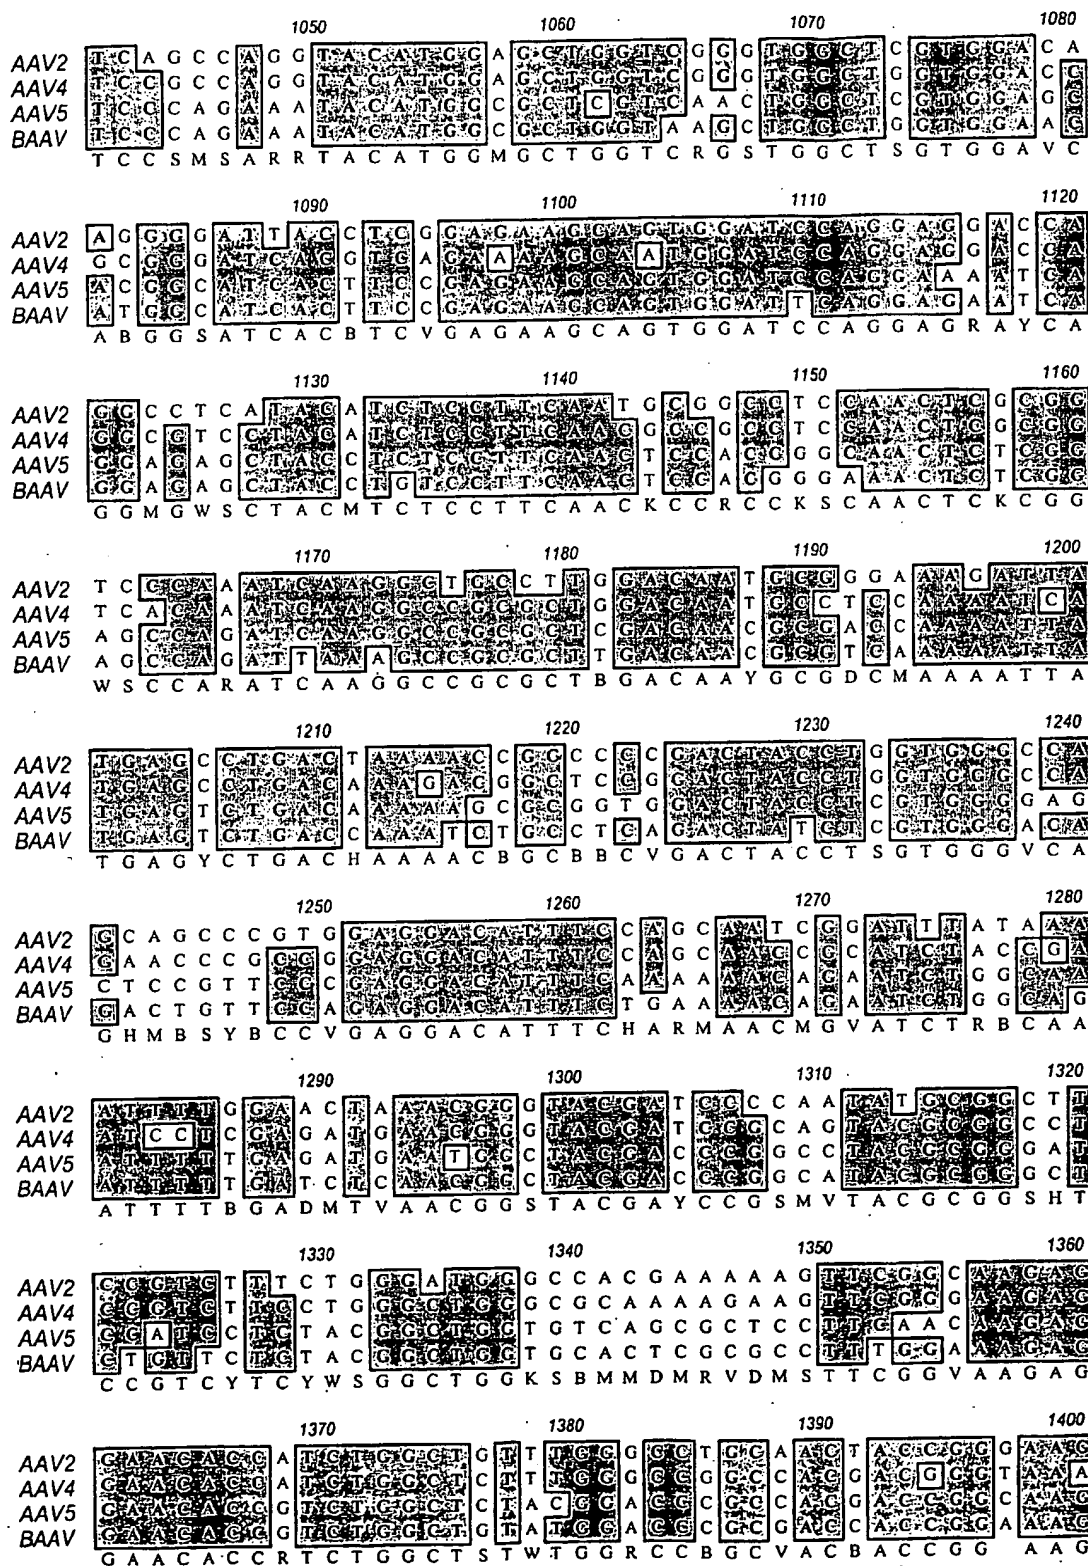 1050 1060 1070 1080
AAV2 T C A G C C A G G T A C A T G G A G C T G G T C G G G T G G C T C G T G G A C A
AAV4 T C C G C C A G G T A C A T G G A G C T G G T C G G G T G G C T G G T G G A C C
AAV5 T C C C A G A A A T A C A T G G C G C T C G T C A A C T G G C T C G T G G A G C
BAAV T C C C A G A A A T A C A T G G C G C T G G T A A G C T G G C T G G T G G A A C
T C C S M S A R R T A C A T G G M G C T G G T C R G S T G G C T S G T G G A V C
1090 1100 1110 1120
AAV2 A G G G G A T T A C C T C G G A G A A G C A G T G G A T C C A G G A G G A C C A
AAV4 G C G G G A T C A C G T C A G A A A A G C A A T G G A T C C A G G A G G A C C A
AAV5 A C G G C A T C A C T T C C G A G A A G C A G T G G A T C C A G G A A A A T C A
BAAV A T G G C A T C A C T T C C G A G A A G C A G T G G A T T C A G G A G A A T C A
A B G G S A T C A C B T C V G A G A A G C A G T G G A T C C A G G A G R A Y C A
1130 1140 1150 1160
AAV2 G G C C T C A T A C A T C T C C T T C A A T G C G G C C T C C A A C T C G C G G
AAV4 G G C G T C C T A C A T C T C C T T C A A C G C C G C C T C C A A C T C G C G G
AAV5 G G A G A G C T A C C T C T C C T T C A A C T C C A C C G G C A A C T C T C G G
BAAV G G A G A G C T A C C T G T C C T T C A A C T C C A C G G G A A A C T C T C G G
G G M G W S C T A C M T C T C C T T C A A C K C C R C C K S C A A C T C K C G G
1170 1180 1190 1200
AAV2 T C C C A A A T C A A G G C T G C C T T G G A C A A T G C G G G A A A G A T T A
AAV4 T C A C A A A T C A A G G C C G C G C T G G A C A A T G C C T C C A A A A T C A
AAV5 A G C C A G A T C A A G G C C G C G C T C G A C A A C G C G A C C A A A A T T A
BAAV A G C C A G A T T A A A G C C G C G C T T G A C A A C G C G T C A A A A A T T A
W S C C A R A T C A A G G C C G C G C T B G A C A A Y G C G D C M A A A A T T A
1210 1220 1230 1240
AAV2 T G A G C C T G A C T A A A A C C G C C C C C G A C T A C C T G G T G G G C C A
AAV4 T G A G C C T G A C A A A G A C G G C T C C G G A C T A C C T G G T G G G C C A
AAV5 T G A G T C T G A C A A A A A G C G C G G T G G A C T A C C T C G T G G G G A G
BAAV T G A G T C T G A C C A A A T C T G C C T C A G A C T A T C T C G T G G G A C A
T G A G Y C T G A C H A A A A C B G C B B C V G A C T A C C T S G T G G G V C A
1250 1260 1270 1280
AAV2 G C A G C C C G T G G A G G A C A T T T C C A G C A A T C G G A T T T A T A A A
AAV4 G A A C C C G C C G G A G G A C A T T T C C A G C A A C C G C A T C T A C C G A
AAV5 C T C C G T T C C C G A G G A C A T T T C A A A A A A C A G A A T C T G G C A A
BAAV G A C T G T T C C A G A G G A C A T T T C T G A A A A C A G A A T C T G G C A G
G H M B S Y B C C V G A G G A C A T T T C H A R M A A C M G V A T C T R B C A A
1290 1300 1310 1320
AAV2 A T T T T G G A A C T A A A C G G G T A C G A T C C C C A A T A T G C G G C T T
AAV4 A T C C T C G A G A T G A A C G G G T A C G A T C C G C A G T A C G C G G C C T
AAV5 A T T T T T G A G A T G A A T G G C T A C G A C C C G G C C T A C G C G G G A T
BAAV A T T T T T G A T C T C A A C G G C T A C G A C C C G G C A T A C G C G G G C T
A T T T T B G A D M T V A A C G G S T A C G A Y C C G S M V T A C G C G G S H T
1330 1340 1350 1360
AAV2 C C G T C T T T C T G G G A T G G G C C A C G A A A A A G T T C G G C A A G A G
AAV4 C C G T C T T C C T G G G C T G G G C G C A A A A G A A G T T C G G G A A G A G
AAV5 C C A T C C T C T A C G G C T G G T G T C A G C G C T C C T T C A A C A A G A G
BAAV C T G T T C T C T A C G G C T G G T G C A C T C G C G C C T T T G G A A A G A G
C C G T C Y T C Y W S G G C T G G K S B M M D M R V D M S T T C G G V A A G A G
1370 1380 1390 1400
AAV2 G A A C A C C A T C T G G C T G T T T G G G C C T G C A A C T A C C G G G A A G
AAV4 G A A C A C C A T C T G G C T C T T T G G G C C G G C C A C G A C G G G T A A A
AAV5 G A A C A C C G T C T G G C T C T A C G G A C C C G C C A C G A C C G G C A A G
BAAV G A A C A C C G T C T G G C T G T A T G G A C C C G C G A C C A C C G G A A A G
G A A C A C C R T C T G G C T S T W T G G R C C B G C V A C B A C C G G A A G